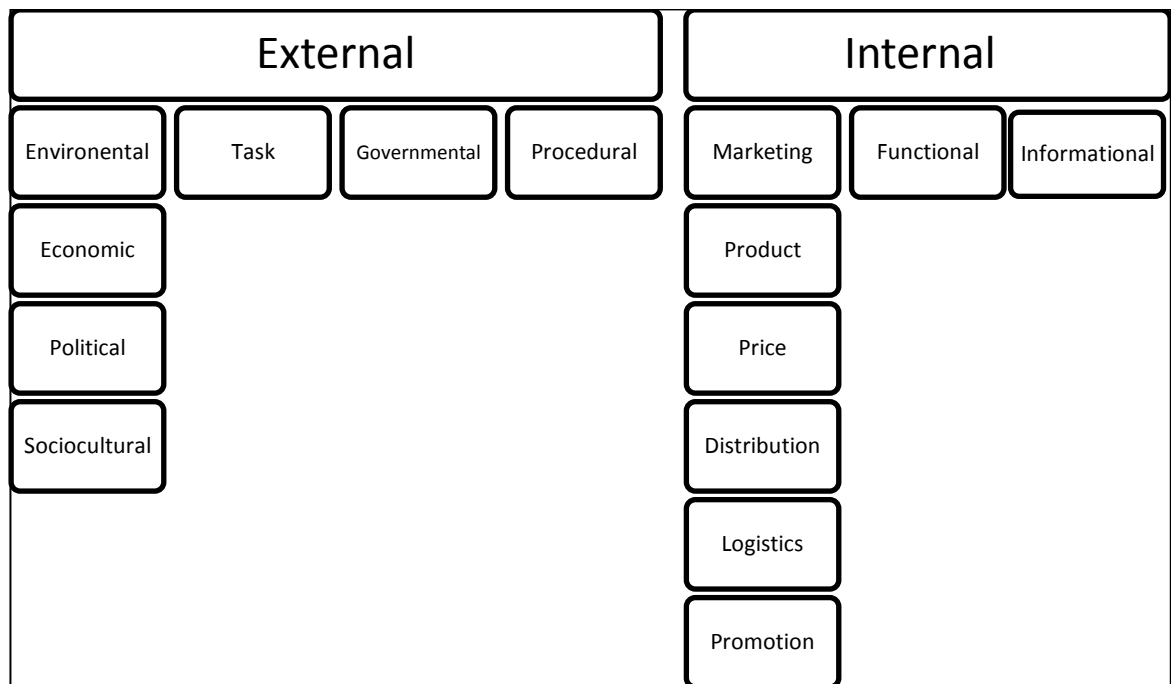 External
Internal
Environental
Task
Governmental
Procedural
Marketing
Functional
Informational
Economic
Product
Political
Price
Sociocultural
Distribution
Logistics
Promotion